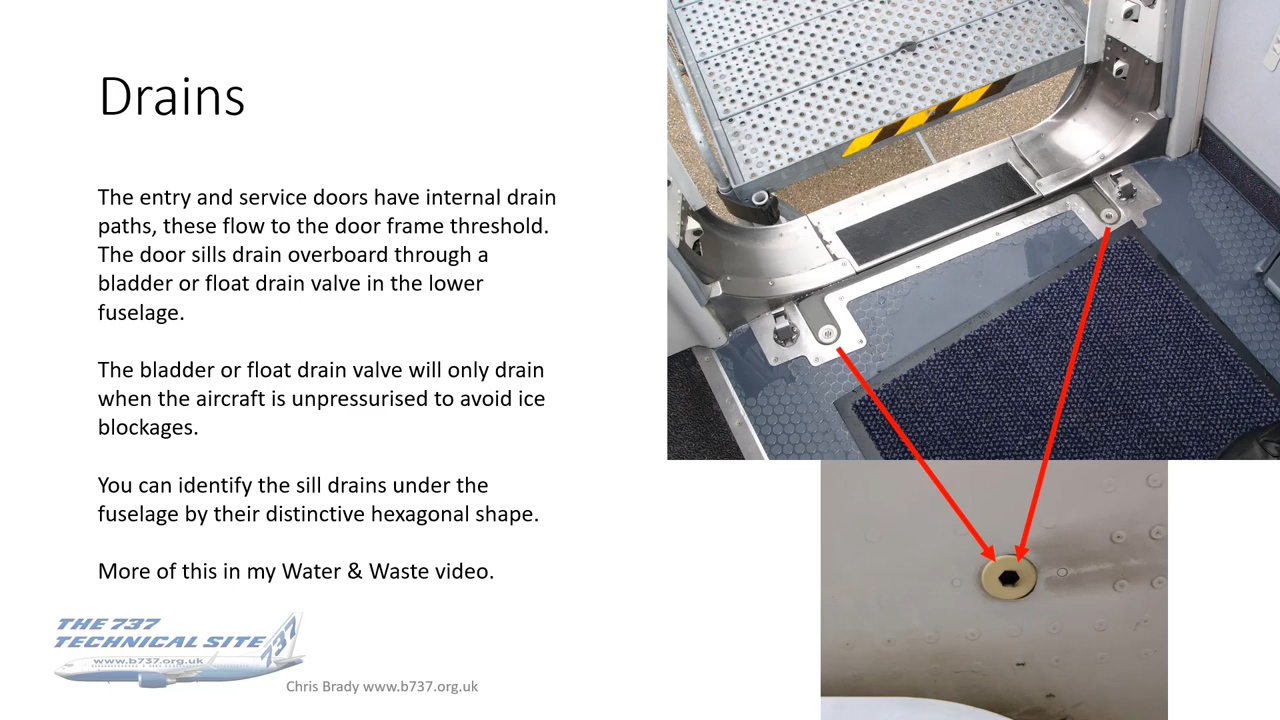 Drains
The entry and service doors have internal drain
paths, these flow to the door frame threshold.
The door sills drain overboard through a
bladder or float drain valve in the lower
fuselage.
The bladder or float drain valve will only drain
when the aircraft is unpressurised to avoid ice
blockages.
You can identify the sill drains under the
fuselage by their distinctive hexagonal shape.
More of this in my Water & Waste video.
THE 737
TECHNICAL SITE
737
www.b737.org.uk
Chris Brady www.b737.org.uk